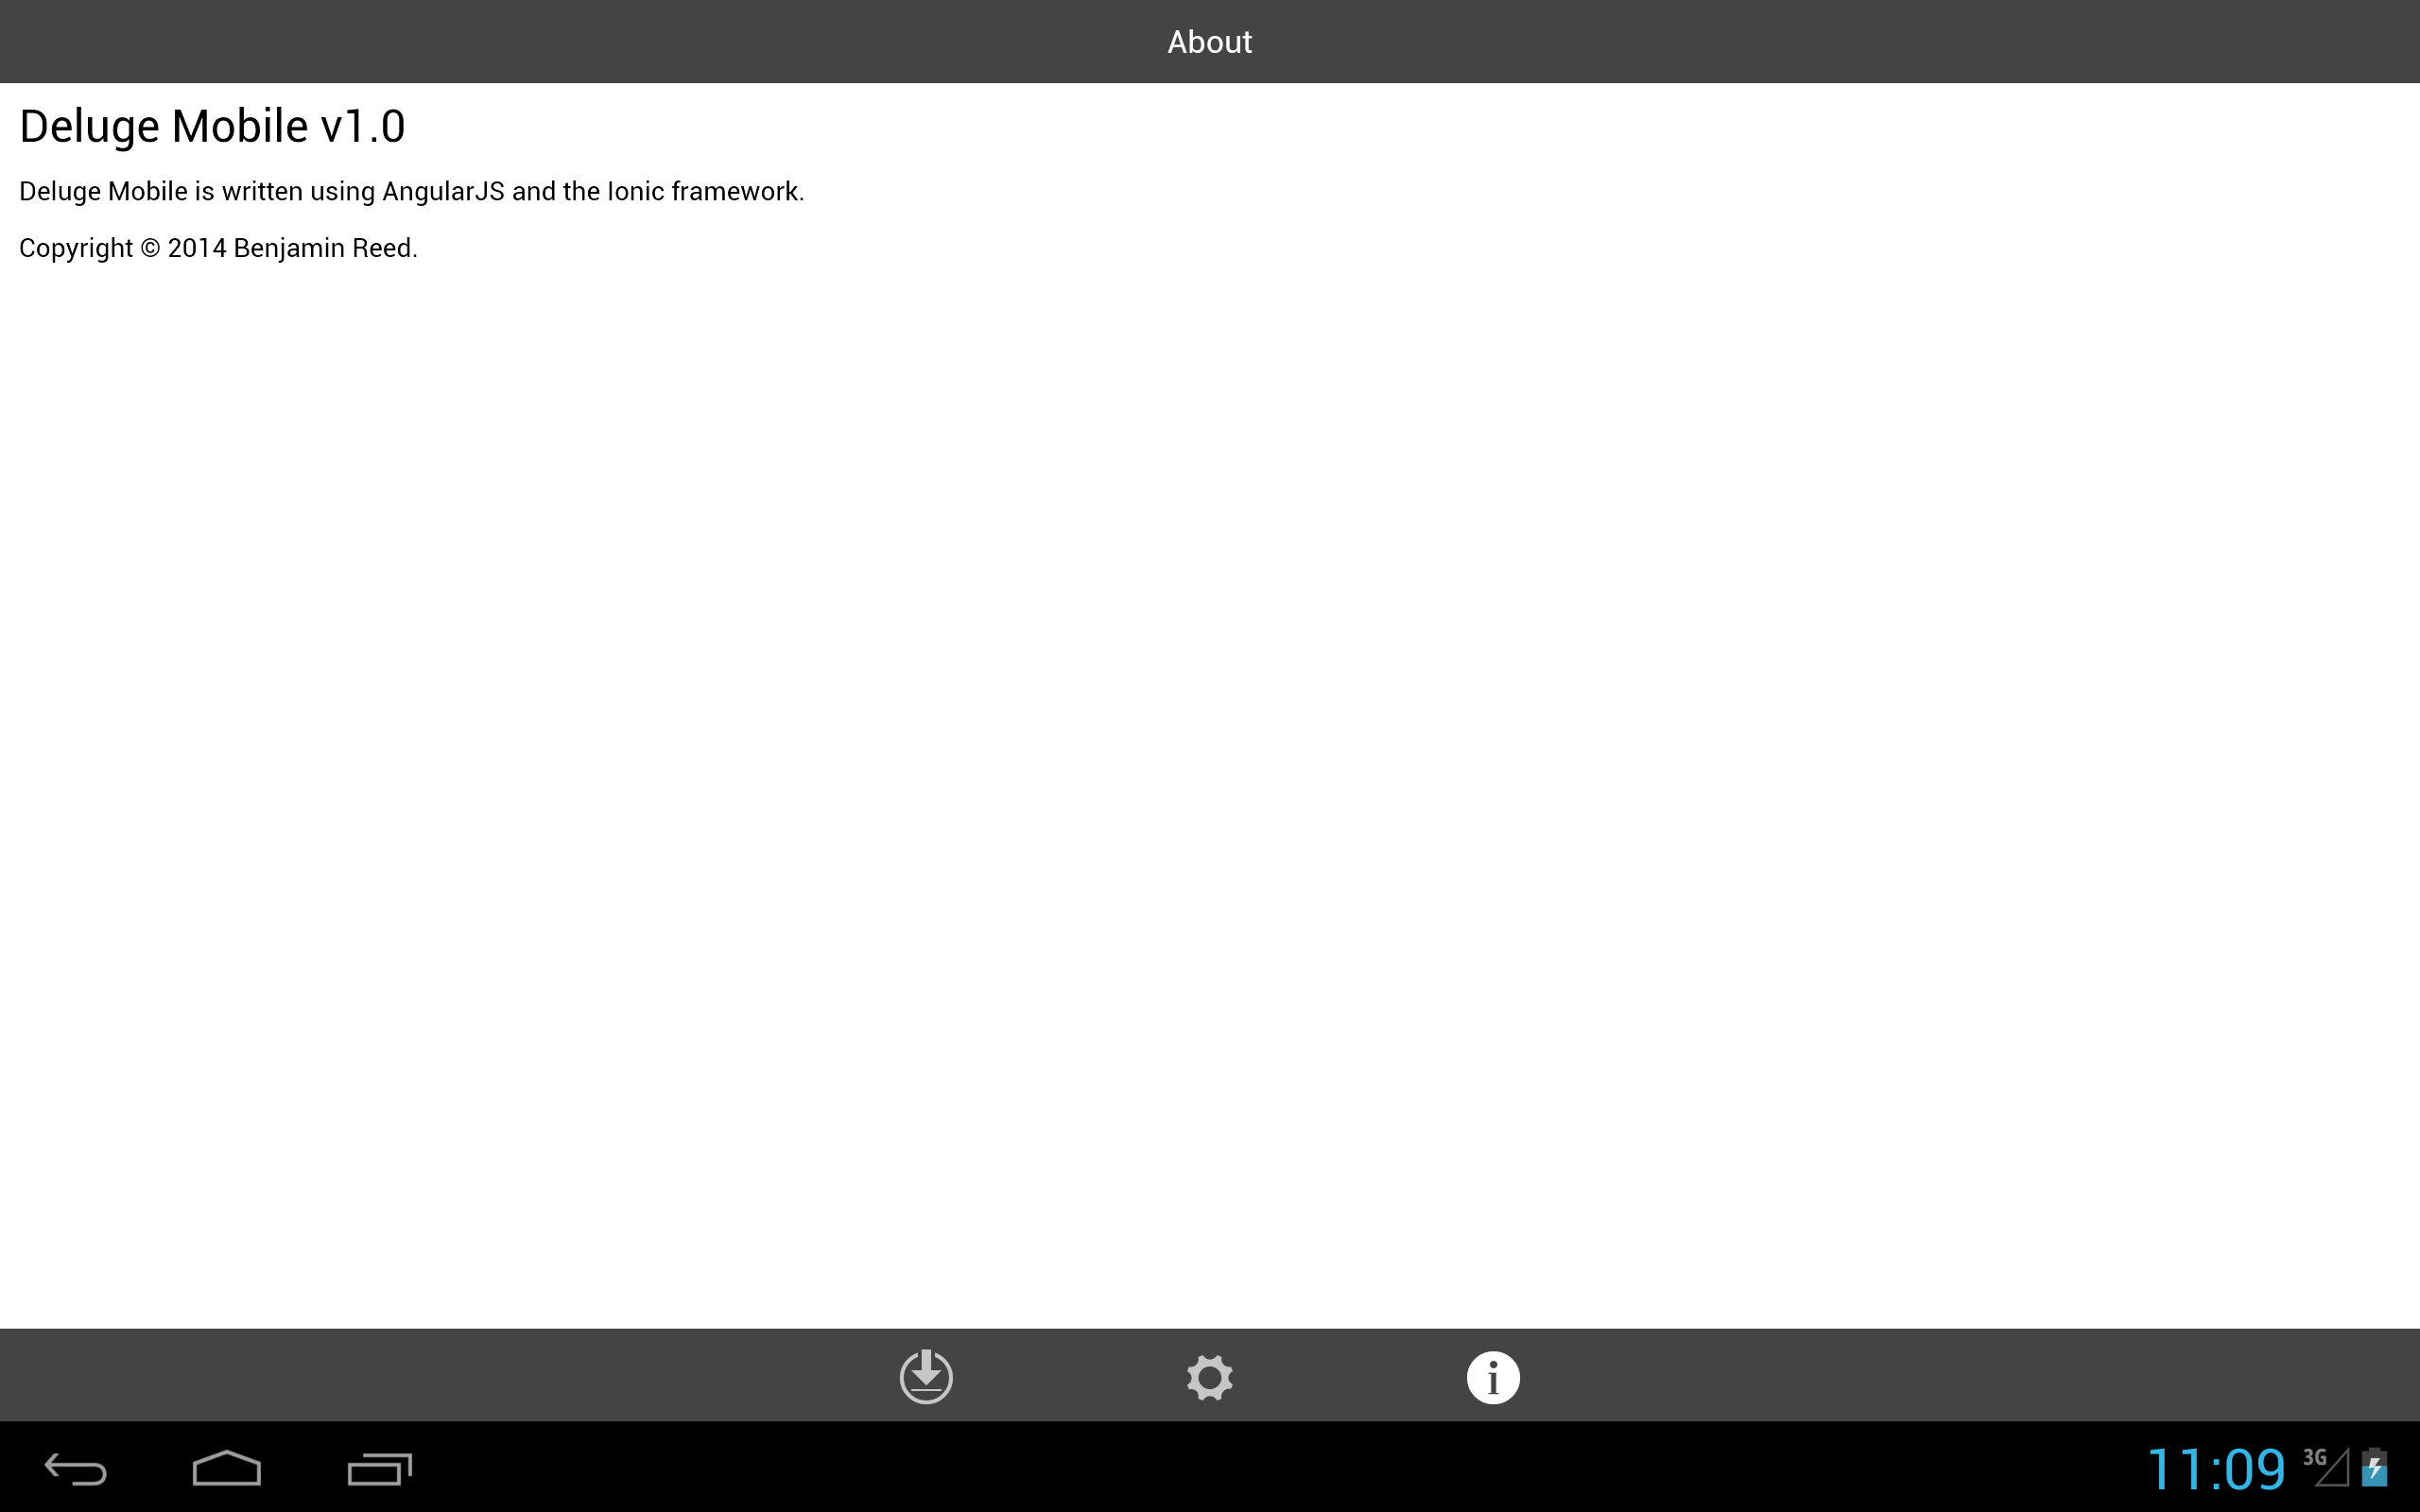 About
Deluge Mobile v1.0
Deluge Mobile is written using AngularJS and the Ionic framework.
Copyright © 2014 Benjamin Reed.
11:09
3G